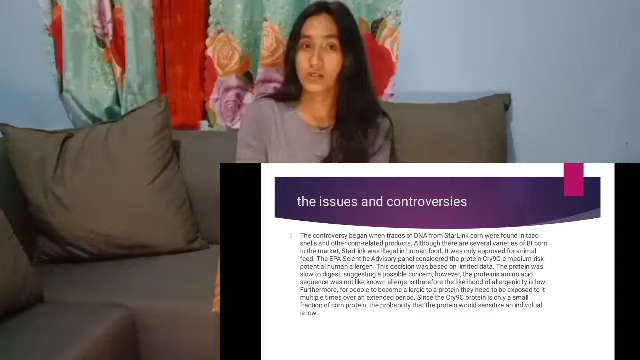 the issues and controversies
The controversy began when traces of DNA from StarLink corn were found in taco
shells and other corn-related products. Although there are several varieties of Bt corn
in the market, StarLink was illegal in human food. It was only approved for animal
feed. The EPA Scientific Advisory panel considered the protein Cry9C a medium risk
potential human allergen. This decision was based on limited data. The protein was
slow to digest, suggesting a possible concern, however, the proteinis amino acid
sequence was not like known allergens therefore the likelihood of allergenicity is low.
Furthermore, for people to become allergic to a protein they need to be exposed to it
multiple times over an extended period. Since the Cry9C protein is only a small
fraction of corn protein, the probability that the protein would sensitize an individual
is low.